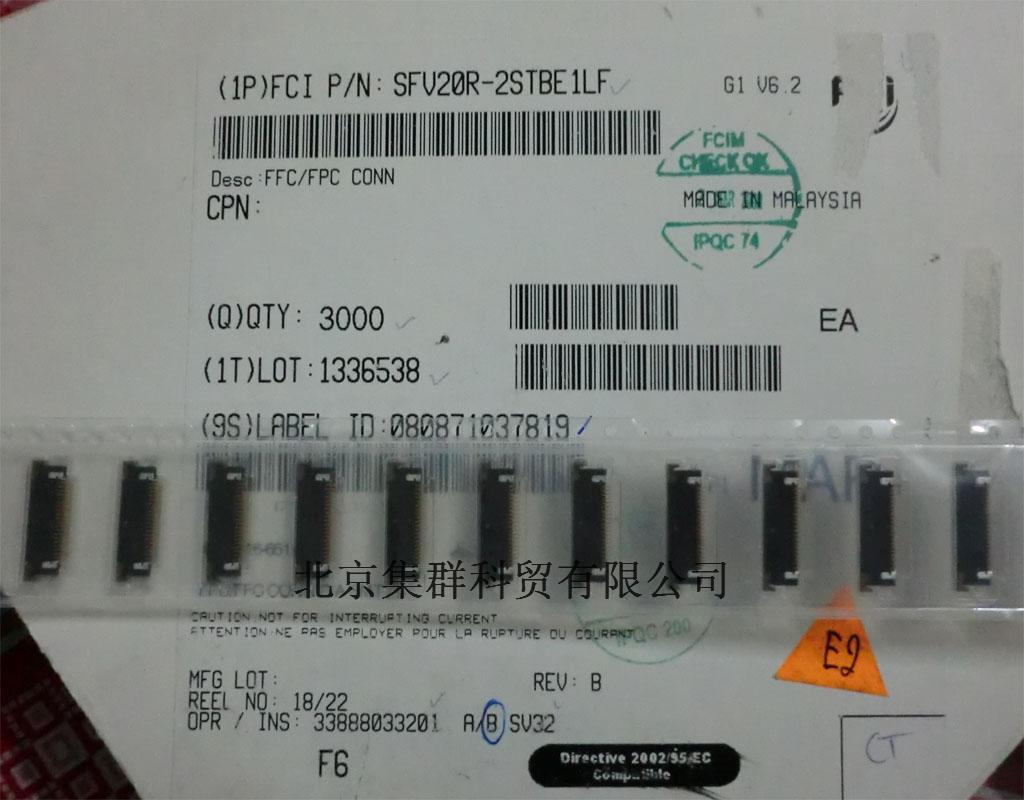 (1P)FCI P/N: SFV20R-2STBE1LF
G1 V6.2
FCIM
CHECK OK
Desc:FFC/FPC CONN
MADE IN MALAYSIA
CPN:
IPQC 74
(Q)QTY: 3000
EA
(1T)LOT:1336538
(9S)LABEL ID:080871037819
北京集群科贸有限公司
CAUTION.NOT FOR INTERRUPTING CURRENT
ATTENTION.NE PAS EMPLOYER POUR LA RUPTURE DU COURANT
IPQC 200
E2
MFG LOT:
REV: B
REEL NO: 18/22
OPR / INS: 33888033201 A/B SV32
F6
Directive 2002/95/EC
Compatible
CT